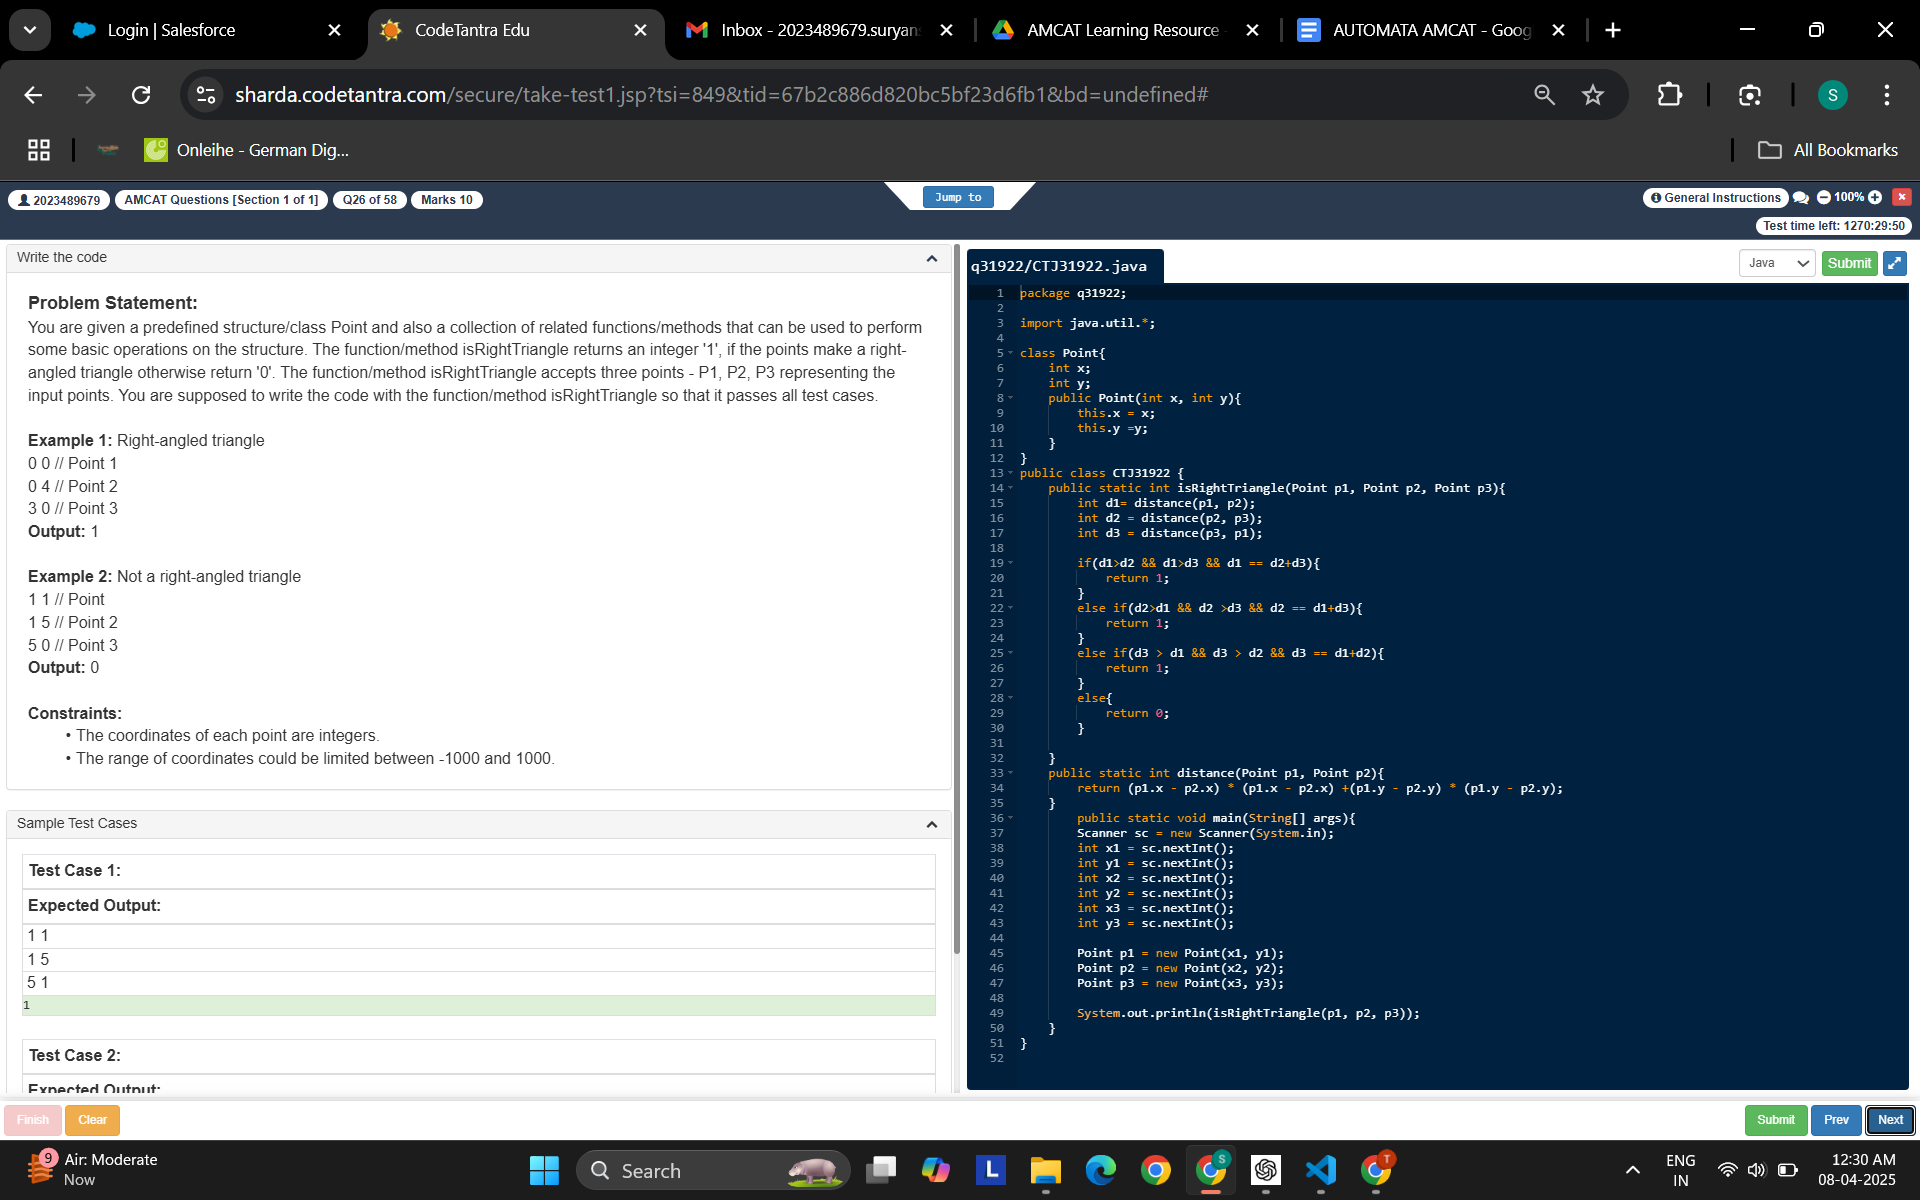 Login | Salesforce
CodeTantra Edu
Inbox - 2023489679.suryan
AMCAT Learning Resource
AUTOMATA AMCAT - Goog
sharda.codetantra.com/secure/take-test1.jsp?tsi=849&tid=67b2c886d820bc5bf23d6fb1&bd=undefined#
S
Onleihe - German Dig...
All Bookmarks
2023489679
AMCAT Questions [Section 1 of 1]
Q26 of 58
Marks 10
Jump to
General Instructions
100%
Test time left: 1270:29:50
Write the code
Problem Statement:
You are given a predefined structure/class Point and also a collection of related functions/methods that can be used to perform
some basic operations on the structure. The function/method isRightTriangle returns an integer '1', if the points make a right-
angled triangle otherwise return '0'. The function/method isRightTriangle accepts three points - P1, P2, P3 representing the
input points. You are supposed to write the code with the function/method isRightTriangle so that it passes all test cases.
Example 1: Right-angled triangle
0 0 // Point 1
0 4 // Point 2
3 0 // Point 3
Output: 1
Example 2: Not a right-angled triangle
1 1 // Point
1 5 // Point 2
5 0 // Point 3
Output: 0
Constraints:
• The coordinates of each point are integers.
• The range of coordinates could be limited between -1000 and 1000.
Sample Test Cases
Test Case 1:
Expected Output:
1 1
1 5
5 1
1
Test Case 2:
Expected Output:
q31922/CTJ31922.java
Java
Submit
1 package q31922;
2
3 import java.util.*;
4
5 class Point{
6 int x;
7 int y;
8 public Point(int x, int y){
9 this.x = x;
10 this.y =y;
11 }
12 }
13 public class CTJ31922 {
14 public static int isRightTriangle(Point p1, Point p2, Point p3){
15 int d1= distance(p1, p2);
16 int d2 = distance(p2, p3);
17 int d3 = distance(p3, p1);
18
19 if(d1>d2 && d1>d3 && d1 == d2+d3){
20 return 1;
21 }
22 else if(d2>d1 && d2 >d3 && d2 == d1+d3){
23 return 1;
24 }
25 else if(d3 > d1 && d3 > d2 && d3 == d1+d2){
26 return 1;
27 }
28 else{
29 return 0;
30 }
31
32 }
33 public static int distance(Point p1, Point p2){
34 return (p1.x - p2.x) * (p1.x - p2.x) +(p1.y - p2.y) * (p1.y - p2.y);
35 }
36 public static void main(String[] args){
37 Scanner sc = new Scanner(System.in);
38 int x1 = sc.nextInt();
39 int y1 = sc.nextInt();
40 int x2 = sc.nextInt();
41 int y2 = sc.nextInt();
42 int x3 = sc.nextInt();
43 int y3 = sc.nextInt();
44
45 Point p1 = new Point(x1, y1);
46 Point p2 = new Point(x2, y2);
47 Point p3 = new Point(x3, y3);
48
49 System.out.println(isRightTriangle(p1, p2, p3));
50 }
51 }
52
Finish
Clear
Submit
Prev
Next
9
Air: Moderate
Now
Search
L
S
T
ENG
IN
12:30 AM
08-04-2025